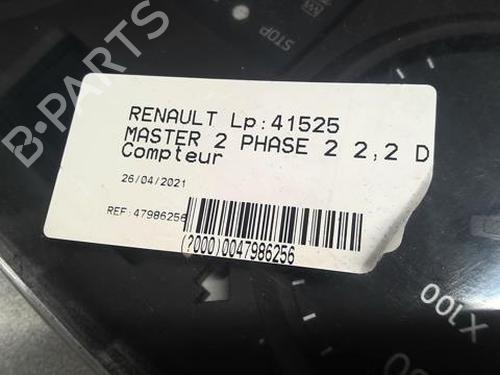 STOP
RENAULT Lp:41525
MASTER 2 PHASE 2 2,2 D
Compteur
26/04/2021
REF:47986256
(?000)0047986256
X100
B-PARTS